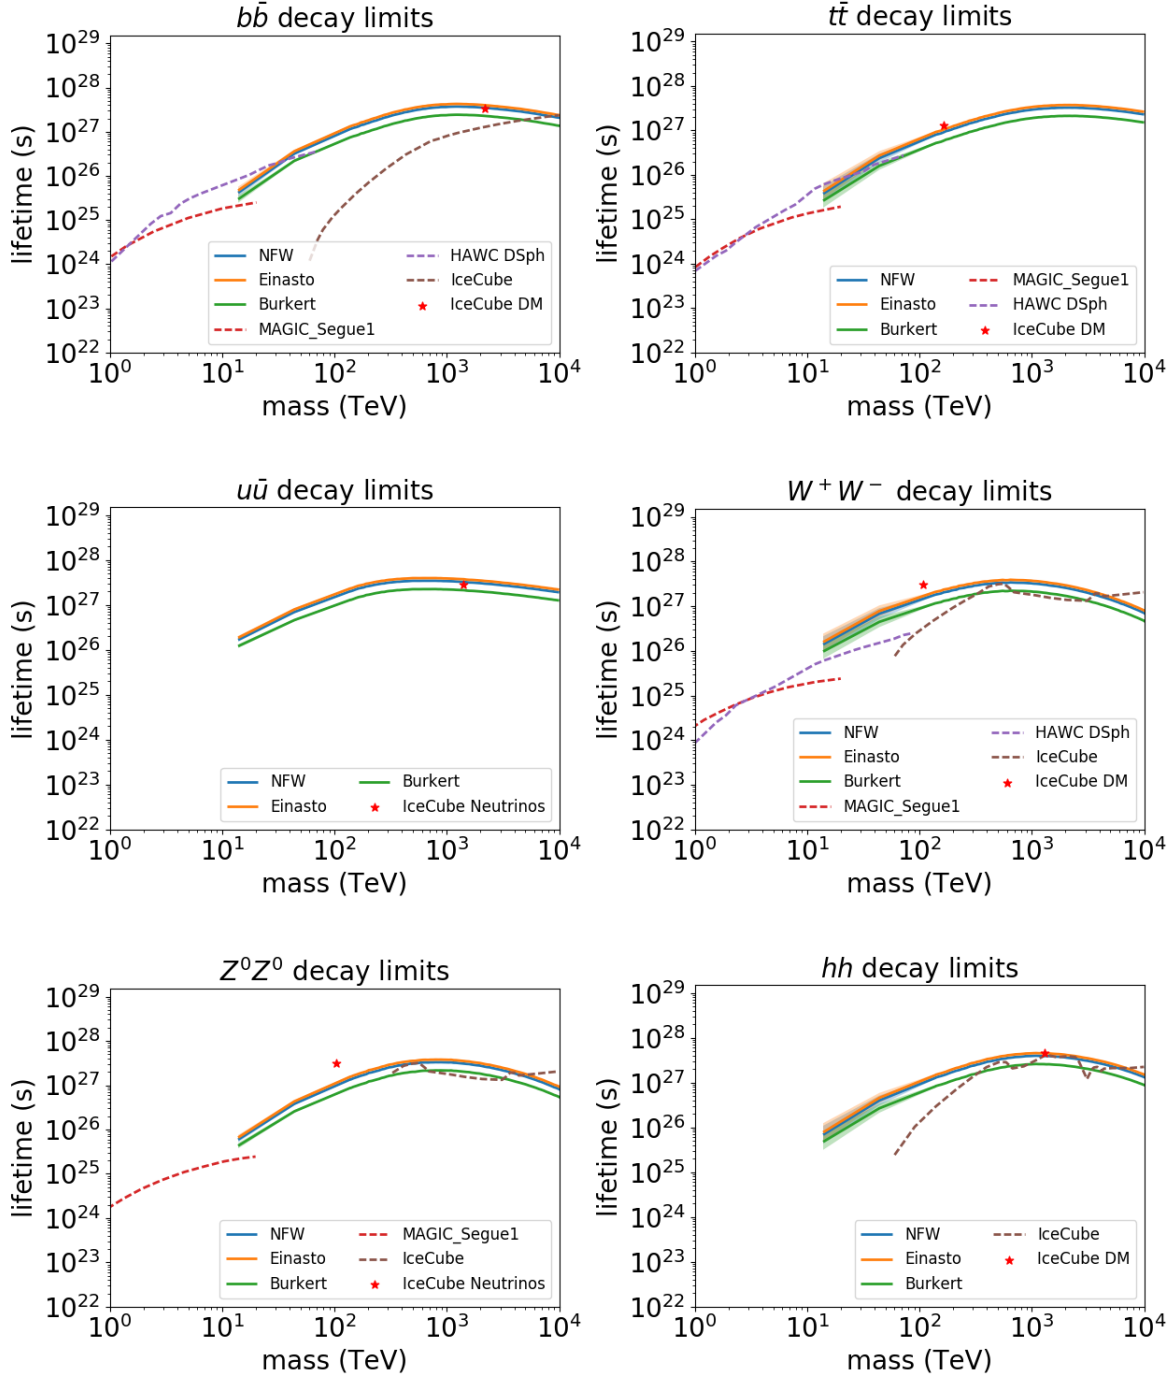 bb̄ decay limits
lifetime (s)
10^29
10^28
10^27
10^26
10^25
10^24
10^23
10^22
NFW
Einasto
Burkert
MAGIC_Segue1
HAWC DSph
IceCube
IceCube DM
10^0 10^1 10^2 10^3 10^4
mass (TeV)
tt̄ decay limits
lifetime (s)
10^29
10^28
10^27
10^26
10^25
10^24
10^23
10^22
NFW
Einasto
Burkert
MAGIC_Segue1
HAWC DSph
IceCube DM
10^0 10^1 10^2 10^3 10^4
mass (TeV)
uū decay limits
lifetime (s)
10^29
10^28
10^27
10^26
10^25
10^24
10^23
10^22
NFW
Einasto
Burkert
IceCube Neutrinos
10^0 10^1 10^2 10^3 10^4
mass (TeV)
W^+W^- decay limits
lifetime (s)
10^29
10^28
10^27
10^26
10^25
10^24
10^23
10^22
NFW
Einasto
Burkert
MAGIC_Segue1
HAWC DSph
IceCube
IceCube DM
10^0 10^1 10^2 10^3 10^4
mass (TeV)
Z^0Z^0 decay limits
lifetime (s)
10^29
10^28
10^27
10^26
10^25
10^24
10^23
10^22
NFW
Einasto
Burkert
MAGIC_Segue1
IceCube
IceCube Neutrinos
10^0 10^1 10^2 10^3 10^4
mass (TeV)
hh decay limits
lifetime (s)
10^29
10^28
10^27
10^26
10^25
10^24
10^23
10^22
NFW
Einasto
Burkert
IceCube
IceCube DM
10^0 10^1 10^2 10^3 10^4
mass (TeV)